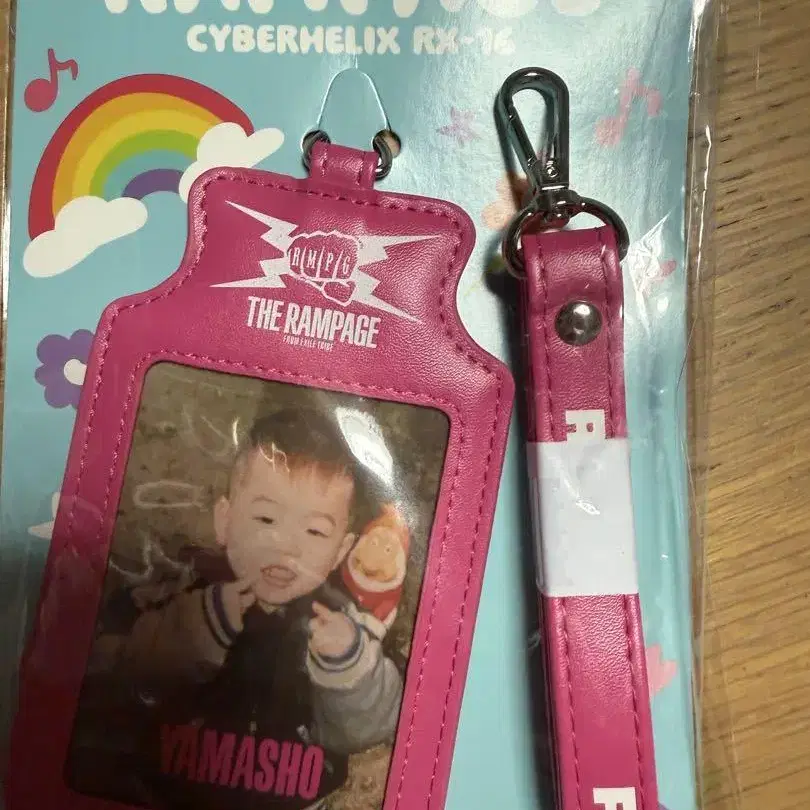 CYBERHELIX RX-16
RMPG
THE RAMPAGE
FROM EXILE TRIBE
YAMASHO
R